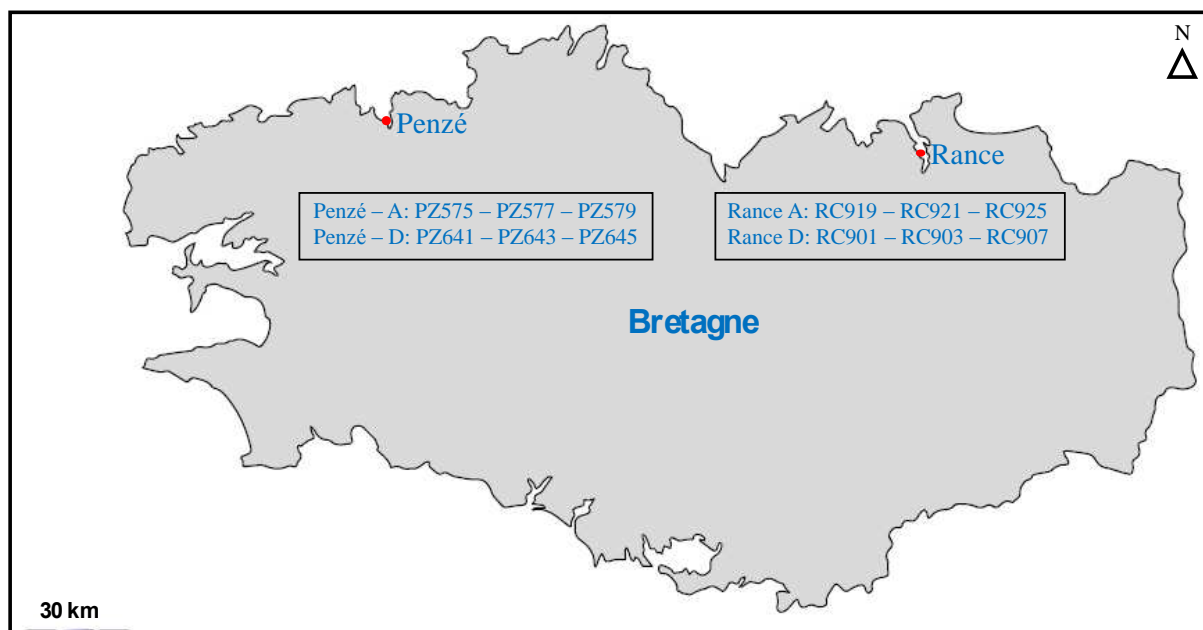 N
Penzé
Rance
Penzé – A: PZ575 – PZ577 – PZ579
Penzé – D: PZ641 – PZ643 – PZ645
Rance A: RC919 – RC921 – RC925
Rance D: RC901 – RC903 – RC907
Bretagne
30 km